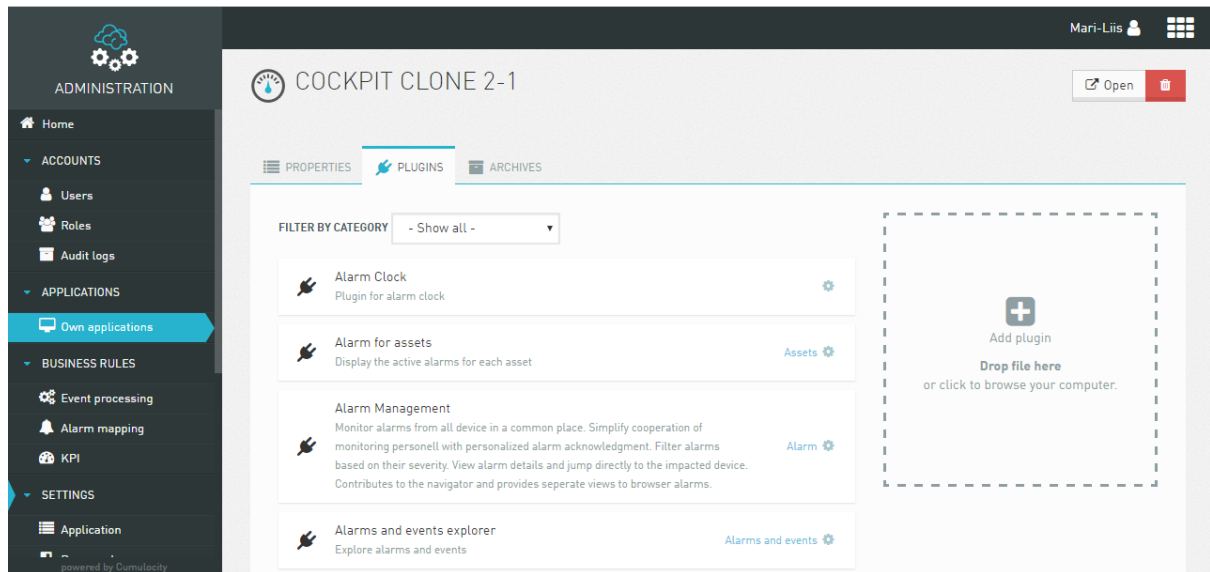 Mari-Liis
ADMINISTRATION
Home
ACCOUNTS
Users
Roles
Audit logs
APPLICATIONS
Own applications
BUSINESS RULES
Event processing
Alarm mapping
KPI
SETTINGS
Application
powered by Cumulocity
COCKPIT CLONE 2-1
Open
PROPERTIES
PLUGINS
ARCHIVES
FILTER BY CATEGORY
- Show all -
Alarm Clock
Plugin for alarm clock
Alarm for assets
Display the active alarms for each asset
Assets
Alarm Management
Monitor alarms from all device in a common place. Simplify cooperation of
monitoring personell with personalized alarm acknowledgment. Filter alarms
based on their severity. View alarm details and jump directly to the impacted device.
Contributes to the navigator and provides seperate views to browser alarms.
Alarm
Alarms and events explorer
Explore alarms and events
Alarms and events
Add plugin
Drop file here
or click to browse your computer.